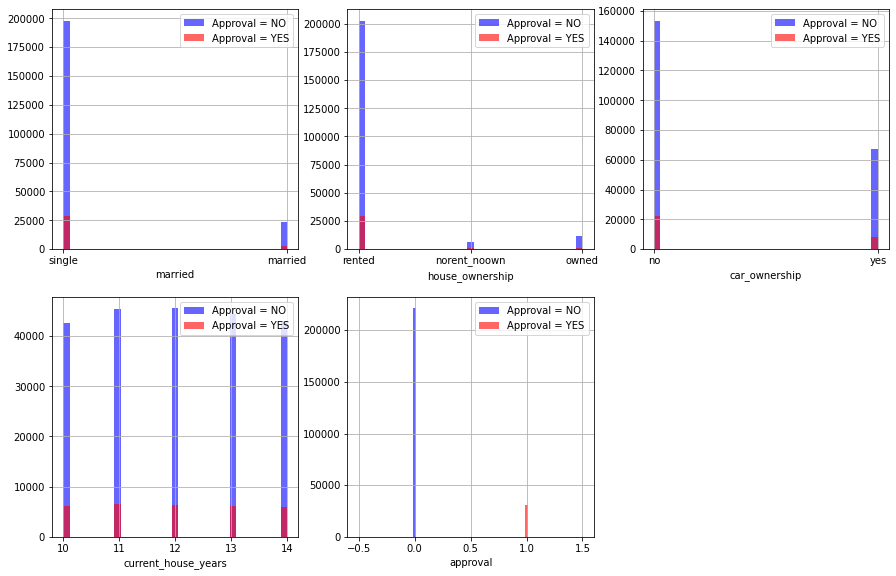 200000
175000
150000
125000
100000
75000
50000
25000
0
single
married
married
Approval = NO
Approval = YES
200000
175000
150000
125000
100000
75000
50000
25000
0
rented
norent_noown
owned
house_ownership
Approval = NO
Approval = YES
160000
140000
120000
100000
80000
60000
40000
20000
0
no
yes
car_ownership
Approval = NO
Approval = YES
40000
30000
20000
10000
0
10
11
12
13
14
current_house_years
Approval = NO
Approval = YES
200000
150000
100000
50000
0
−0.5
0.0
0.5
1.0
1.5
approval
Approval = NO
Approval = YES